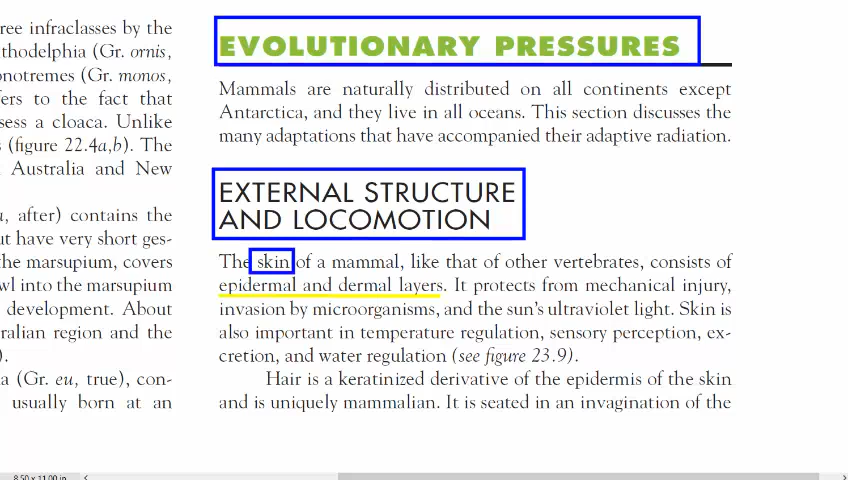 ree infraclasses by the
thodelphia (Gr. ornis,
onotremes (Gr. monos,
fers to the fact that
sess a cloaca. Unlike
s (figure 22.4a,b). The
Australia and New
u, after) contains the
ut have very short ges-
the marsupium, covers
wl into the marsupium
development. About
ralian region and the
).
a (Gr. eu, true), con-
usually born at an
EVOLUTIONARY PRESSURES
Mammals are naturally distributed on all continents except
Antarctica, and they live in all oceans. This section discusses the
many adaptations that have accompanied their adaptive radiation.
EXTERNAL STRUCTURE
AND LOCOMOTION
The skin of a mammal, like that of other vertebrates, consists of
epidermal and dermal layers. It protects from mechanical injury,
invasion by microorganisms, and the sun's ultraviolet light. Skin is
also important in temperature regulation, sensory perception, ex-
cretion, and water regulation (see figure 23.9).
Hair is a keratinized derivative of the epidermis of the skin
and is uniquely mammalian. It is seated in an invagination of the
8.50 x 11.00 in